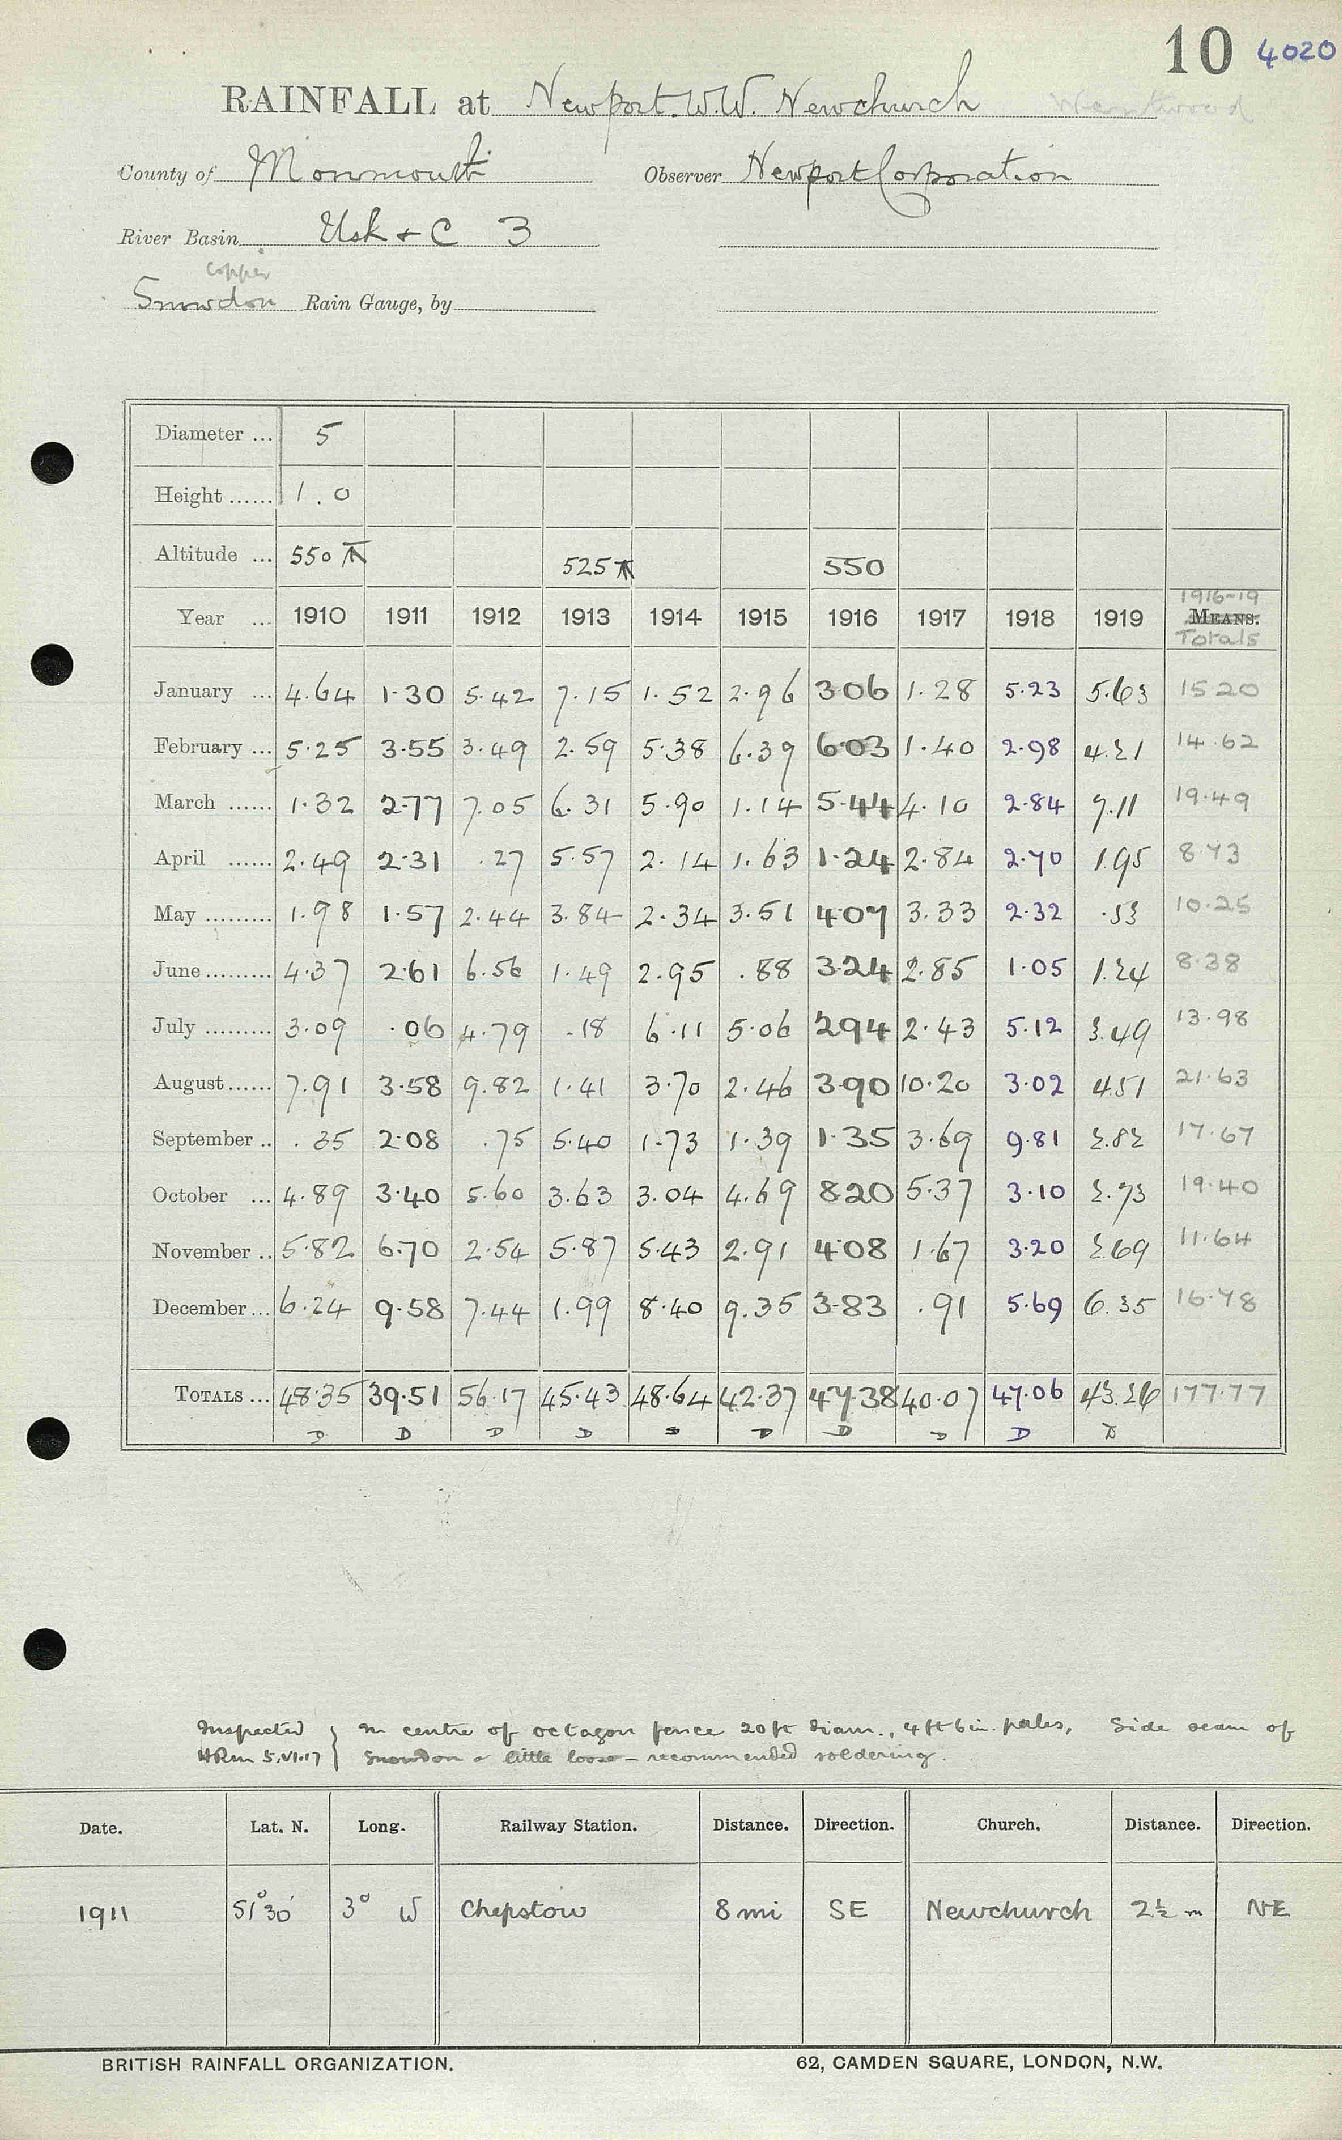 10 4020
RAINFALL at Newport. W.W. Newchurch Wentwood
County of Monmouth Observer Newport Corporation
River Basin Usk + C 3
copper
Snowdon Rain Gauge, by
Diameter ... 5
Height ...... 1.0
Altitude ... 550 525 550
1916-19
Year ... 1910 1911 1912 1913 1914 1915 1916 1917 1918 1919 MEANS.
Totals
January ... 4.64 1.30 5.42 7.15 1.52 2.96 3.06 1.28 5.23 5.63 15.20
February ... 5.25 3.55 3.49 2.59 5.38 6.39 6.03 1.40 2.98 4.21 14.62
March ...... 1.32 2.77 7.05 6.31 5.90 1.14 5.44 4.10 2.84 7.11 19.49
April ...... 2.49 2.31 .27 5.57 2.14 1.63 1.24 2.84 2.70 1.95 8.73
May ......... 1.98 1.57 2.44 3.84 2.34 3.51 4.07 3.33 2.32 .53 10.25
June ......... 4.37 2.61 6.56 1.49 2.95 .88 3.24 2.85 1.05 1.24 8.38
July ......... 3.09 .06 4.79 .18 6.11 5.06 2.94 2.43 5.12 3.49 13.98
August ...... 7.91 3.58 9.82 1.41 3.70 2.46 3.90 10.20 3.02 4.51 21.63
September .. .35 2.08 .75 5.40 1.73 1.39 1.35 3.69 9.81 2.82 17.67
October ... 4.89 3.40 5.60 3.63 3.04 4.69 8.20 5.37 3.10 2.73 19.40
November .. 5.82 6.70 2.54 5.87 5.43 2.91 4.08 1.67 3.20 2.69 11.64
December ... 6.24 9.58 7.44 1.99 8.40 9.35 3.83 .91 5.69 6.35 16.78
TOTALS ... 48.35 39.51 56.17 45.43 48.64 42.37 47.38 40.07 47.06 43.26 177.77
D D D D D D D D D D
Inspected } In centre of octagon fence 20ft diam., 4ft 6in. pales, Side seam of
HRM 5.VI.17 } Snowdon a little loose – recommended soldering.
Date. Lat. N. Long. Railway Station. Distance. Direction. Church. Distance. Direction.
1911 51°30' 3° W Chepstow 8 mi SE Newchurch 2½ m NE
BRITISH RAINFALL ORGANIZATION. 62, CAMDEN SQUARE, LONDON, N.W.